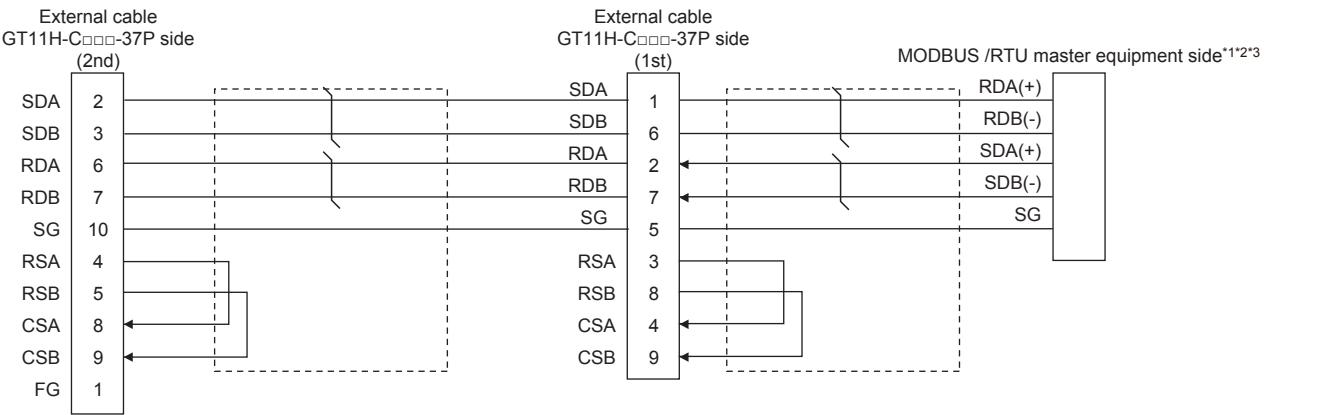 External cable
GT11H-C□□□-37P side
(2nd)
External cable
GT11H-C□□□-37P side
(1st)
MODBUS /RTU master equipment side*1*2*3
SDA 2 SDA 1 RDA(+)
SDB 3 SDB 6 RDB(-)
RDA 6 RDA 2 SDA(+)
RDB 7 RDB 7 SDB(-)
SG 10 SG 5 SG
RSA 4 RSA 3
RSB 5 RSB 8
CSA 8 CSA 4
CSB 9 CSB 9
FG 1